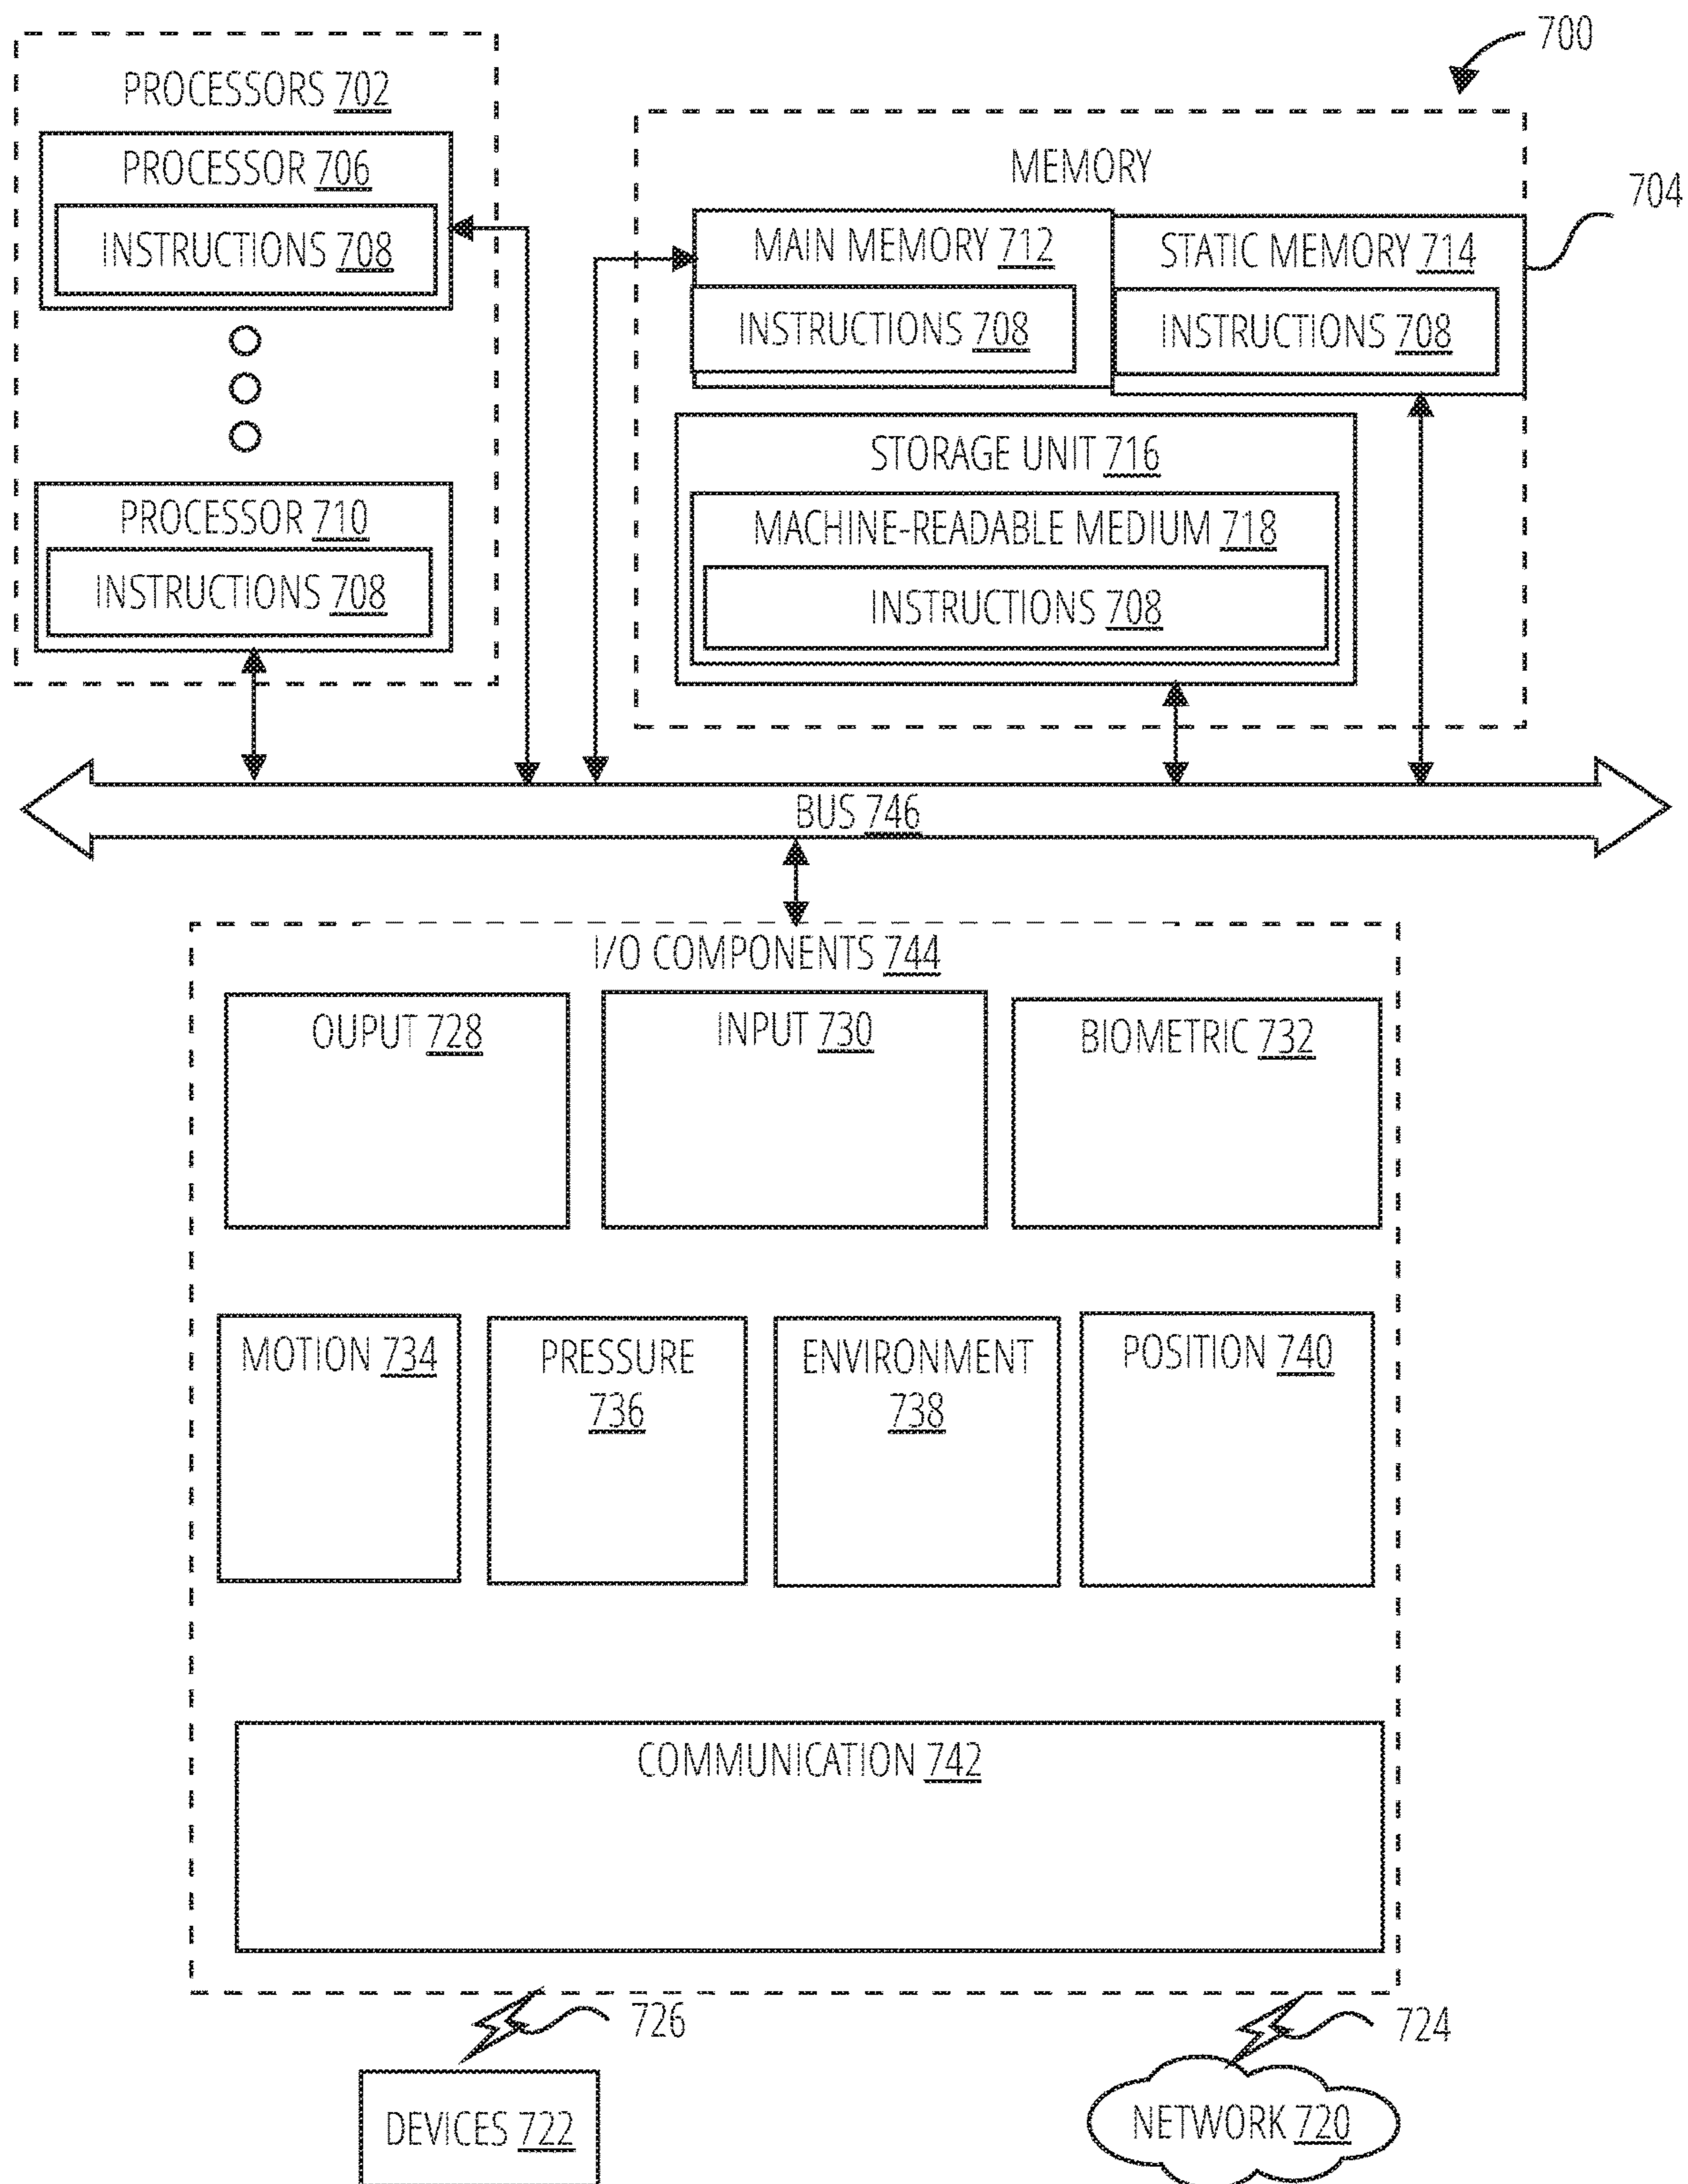 700
PROCESSORS 702
PROCESSOR 706
INSTRUCTIONS 708
PROCESSOR 710
INSTRUCTIONS 708
MEMORY
704
MAIN MEMORY 712
INSTRUCTIONS 708
STATIC MEMORY 714
INSTRUCTIONS 708
STORAGE UNIT 716
MACHINE-READABLE MEDIUM 718
INSTRUCTIONS 708
BUS 746
I/O COMPONENTS 744
OUPUT 728
INPUT 730
BIOMETRIC 732
MOTION 734
PRESSURE
736
ENVIRONMENT
738
POSITION 740
COMMUNICATION 742
726
724
DEVICES 722
NETWORK 720